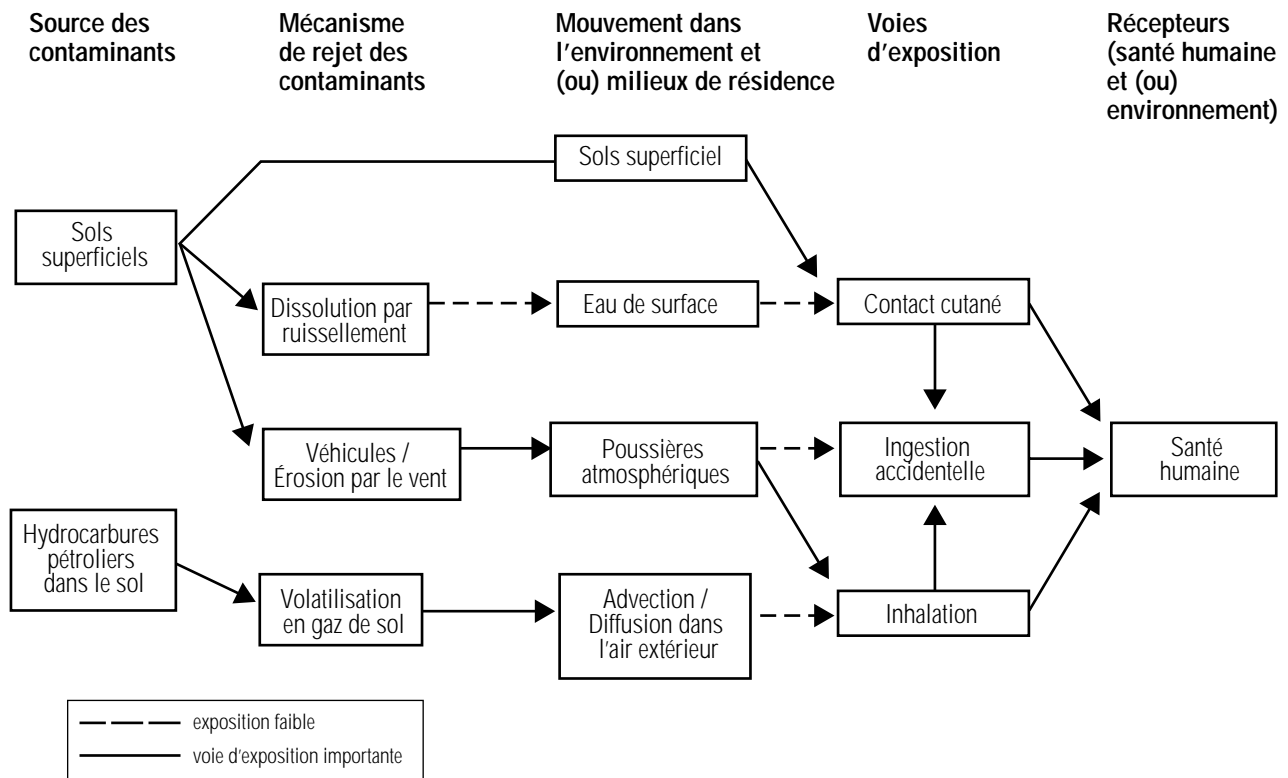 Source des
contaminants
Mécanisme
de rejet des
contaminants
Mouvement dans
l'environnement et
(ou) milieux de résidence
Voies
d'exposition
Récepteurs
(santé humaine
et (ou)
environnement)
Sols superficiel
Sols
superficiels
Dissolution par
ruissellement
Eau de surface
Contact cutané
Véhicules /
Érosion par le vent
Poussières
atmosphériques
Ingestion
accidentelle
Santé
humaine
Hydrocarbures
pétroliers
dans le sol
Volatilisation
en gaz de sol
Advection /
Diffusion dans
l'air extérieur
Inhalation
exposition faible
voie d'exposition importante